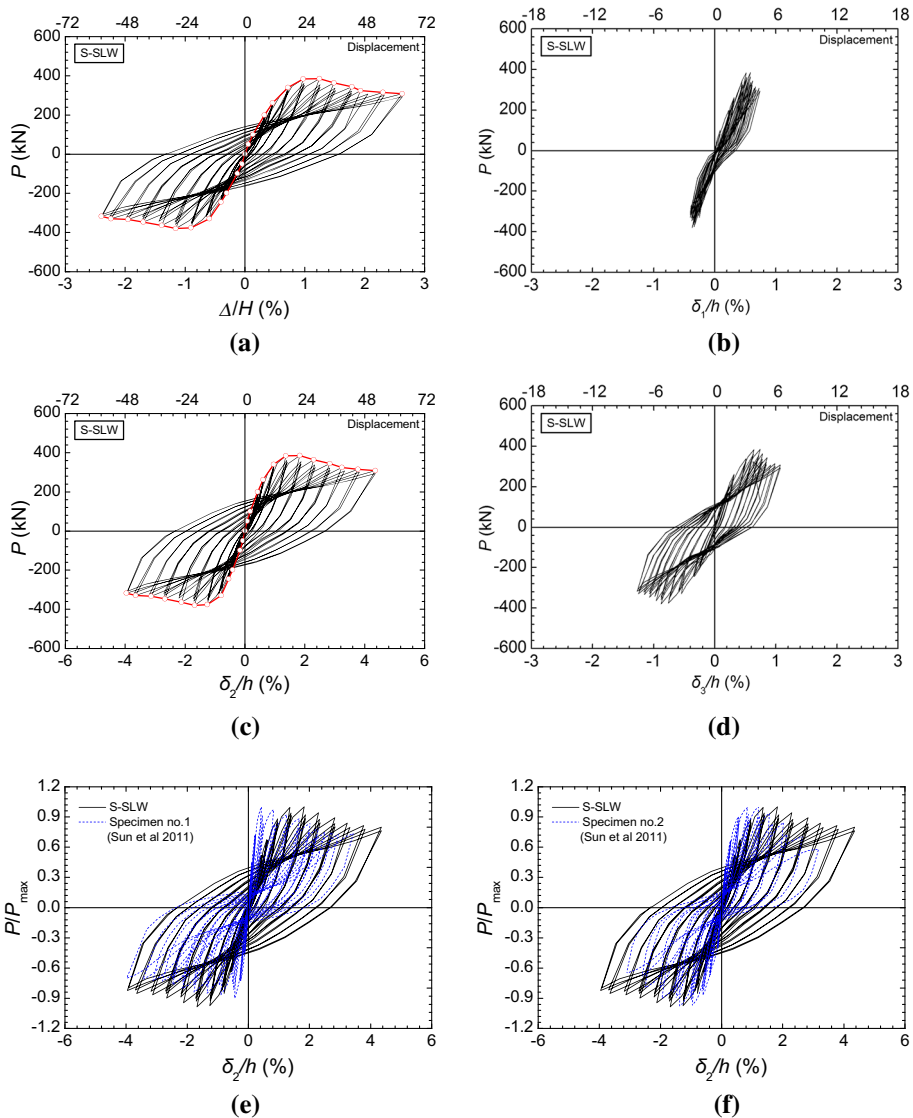 -72 -48 -24 0 24 48 72
600
400
200
0
-200
-400
-600
P (kN)
S-SLW
Displacement
-3 -2 -1 0 1 2 3
Δ/H (%)
(a)
-18 -12 -6 0 6 12 18
600
400
200
0
-200
-400
-600
P (kN)
S-SLW
Displacement
-3 -2 -1 0 1 2 3
δ1/h (%)
(b)
-72 -48 -24 0 24 48 72
600
400
200
0
-200
-400
-600
P (kN)
S-SLW
Displacement
-6 -4 -2 0 2 4 6
δ2/h (%)
(c)
-18 -12 -6 0 6 12 18
600
400
200
0
-200
-400
-600
P (kN)
S-SLW
Displacement
-3 -2 -1 0 1 2 3
δ3/h (%)
(d)
1.2
0.9
0.6
0.3
0.0
-0.3
-0.6
-0.9
-1.2
P/Pmax
S-SLW
Specimen no.1
(Sun et al 2011)
-6 -4 -2 0 2 4 6
δ2/h (%)
(e)
1.2
0.9
0.6
0.3
0.0
-0.3
-0.6
-0.9
-1.2
P/Pmax
S-SLW
Specimen no.2
(Sun et al 2011)
-6 -4 -2 0 2 4 6
δ2/h (%)
(f)